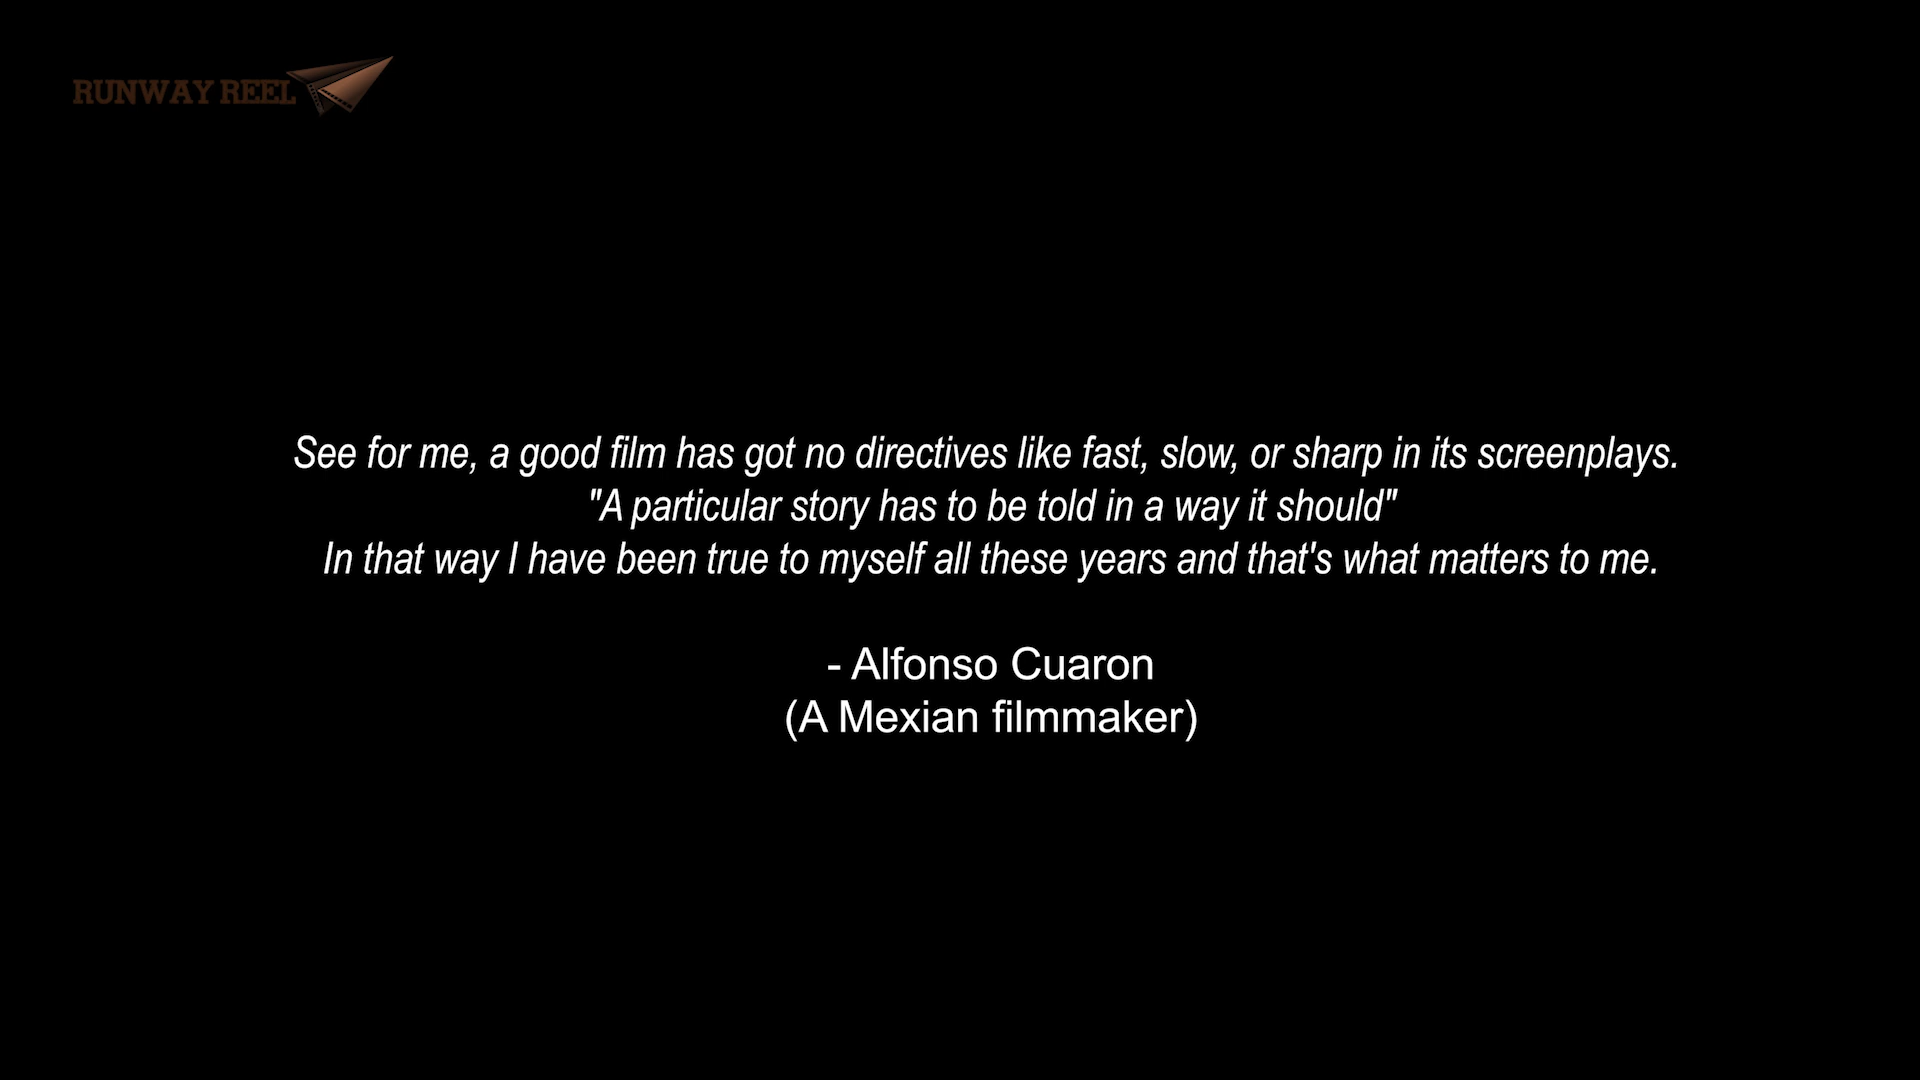 RUNWAY REEL
See for me, a good film has got no directives like fast, slow, or sharp in its screenplays.
"A particular story has to be told in a way it should"
In that way I have been true to myself all these years and that's what matters to me.
- Alfonso Cuaron
(A Mexian filmmaker)